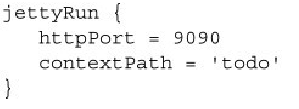 jettyRun {
   httpPort = 9090
   contextPath = 'todo'
}